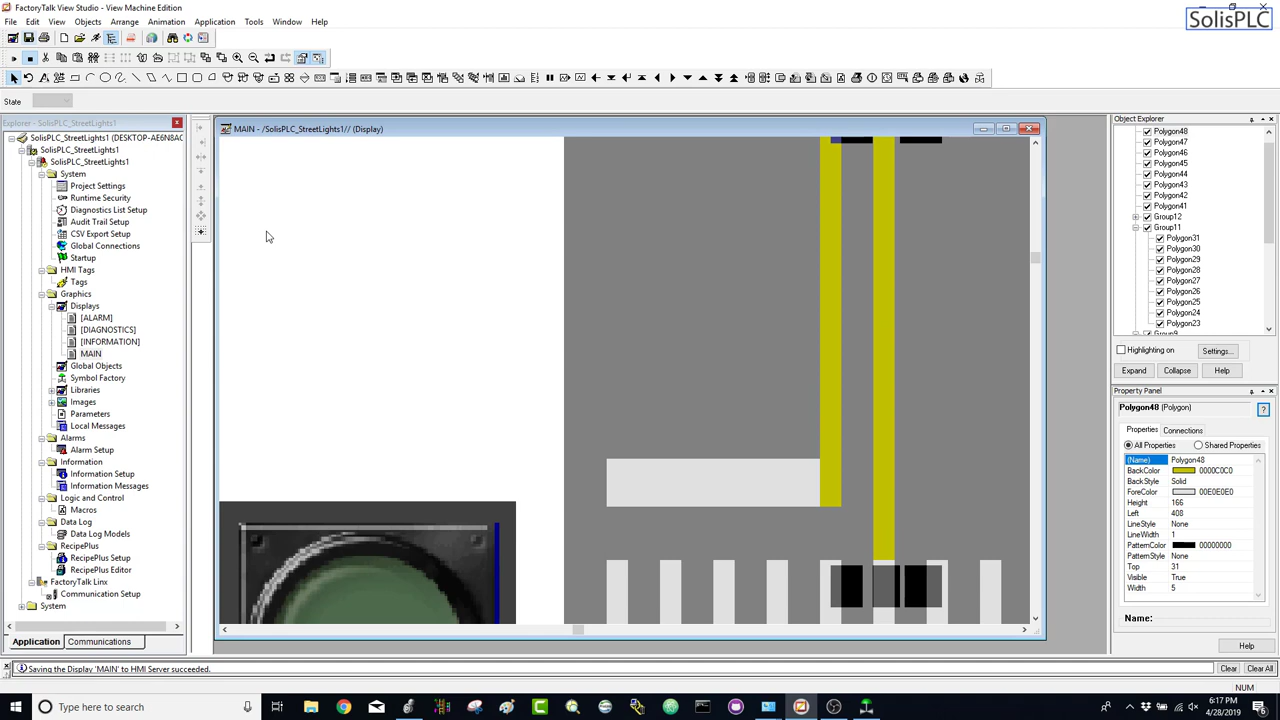 FactoryTalk View Studio - View Machine Edition
SolisPLC
File Edit View Objects Arrange Animation Application Tools Window Help
State
Explorer - SolisPLC_StreetLights1
SolisPLC_StreetLights1 (DESKTOP-AE6N8AC
SolisPLC_StreetLights1
SolisPLC_StreetLights1
System
Project Settings
Runtime Security
Diagnostics List Setup
Audit Trail Setup
CSV Export Setup
Global Connections
Startup
HMI Tags
Tags
Graphics
Displays
[ALARM]
[DIAGNOSTICS]
[INFORMATION]
MAIN
Global Objects
Symbol Factory
Libraries
Images
Parameters
Local Messages
Alarms
Alarm Setup
Information
Information Setup
Information Messages
Logic and Control
Macros
Data Log
Data Log Models
RecipePlus
RecipePlus Setup
RecipePlus Editor
FactoryTalk Linx
Communication Setup
System
Application Communications
MAIN - /SolisPLC_StreetLights1// (Display)
Object Explorer
Polygon48
Polygon47
Polygon46
Polygon45
Polygon44
Polygon43
Polygon42
Polygon41
Group12
Group11
Polygon31
Polygon30
Polygon29
Polygon28
Polygon27
Polygon26
Polygon25
Polygon24
Polygon23
Group9
Highlighting on Settings...
Expand Collapse Help
Property Panel
Polygon48 (Polygon)
Properties Connections
All Properties Shared Properties
(Name) Polygon48
BackColor 0000C0C0
BackStyle Solid
ForeColor 00E0E0E0
Height 166
Left 408
LineStyle None
LineWidth 1
PatternColor 00000000
PatternStyle None
Top 31
Visible True
Width 5
Name:
Help
Saving the Display 'MAIN' to HMI Server succeeded.
Clear Clear All
NUM
Type here to search
6:17 PM
4/28/2019